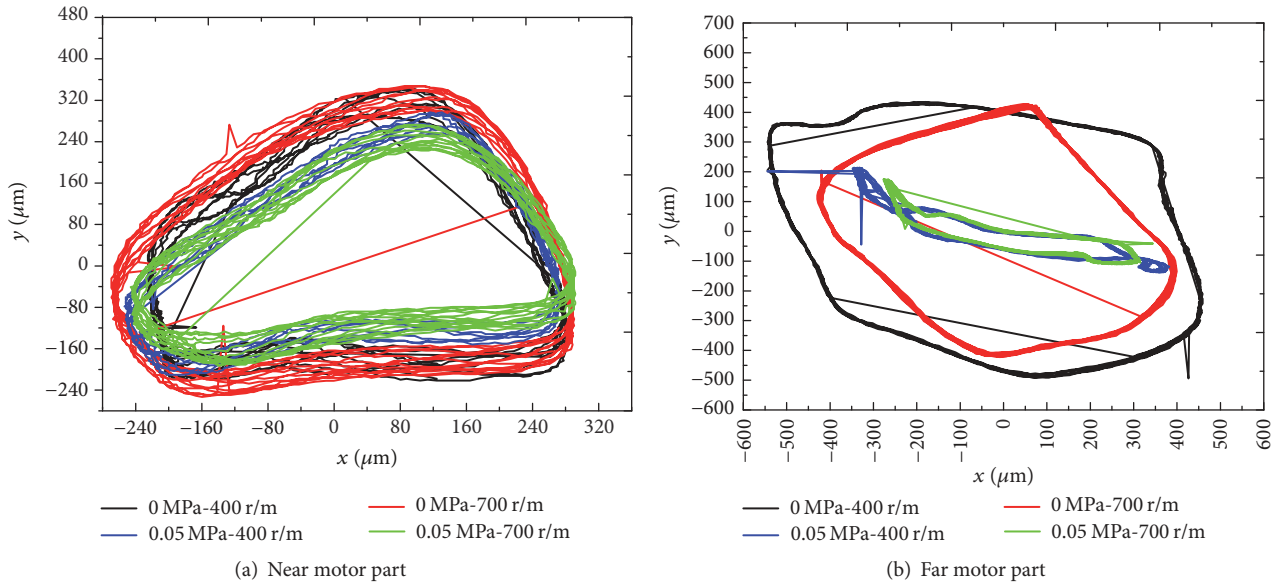 480
400
320
240
160
80
0
−80
−160
−240
y (μm)
−240 −160 −80 0 80 160 240 320
x (μm)
0 MPa-400 r/m 0 MPa-700 r/m
0.05 MPa-400 r/m 0.05 MPa-700 r/m
(a) Near motor part
700
600
500
400
300
200
100
0
−100
−200
−300
−400
−500
−600
y (μm)
−600 −500 −400 −300 −200 −100 0 100 200 300 400 500 600
x (μm)
0 MPa-400 r/m 0 MPa-700 r/m
0.05 MPa-400 r/m 0.05 MPa-700 r/m
(b) Far motor part